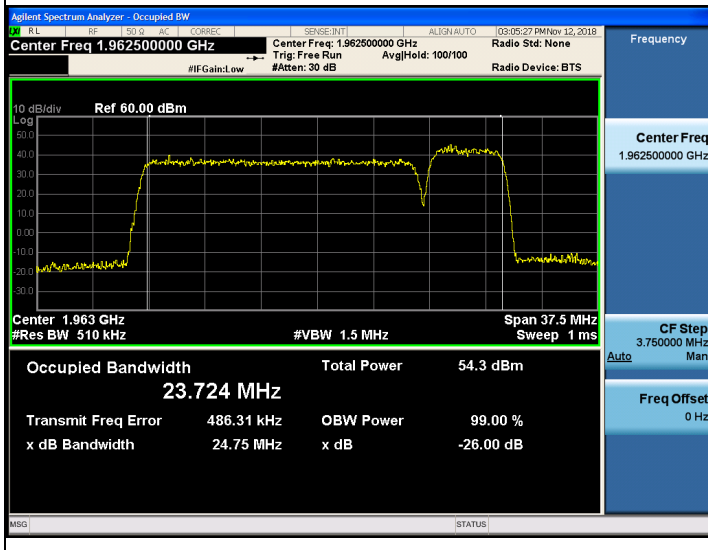 Agilent Spectrum Analyzer - Occupied BW
RL RF 50 Ω AC CORREC SENSE:INT ALIGN AUTO 03:05:27 PM Nov 12, 2018
Center Freq 1.962500000 GHz
Center Freq: 1.962500000 GHz
Radio Std: None
Trig: Free Run Avg|Hold: 100/100
#IFGain:Low
#Atten: 30 dB
Radio Device: BTS
10 dB/div Ref 60.00 dBm
Log
50.0
40.0
30.0
20.0
10.0
0.00
-10.0
-20.0
-30.0
Center 1.963 GHz
Span 37.5 MHz
#Res BW 510 kHz
#VBW 1.5 MHz
Sweep 1 ms
Occupied Bandwidth
Total Power 54.3 dBm
23.724 MHz
Transmit Freq Error 486.31 kHz
OBW Power 99.00 %
x dB Bandwidth 24.75 MHz
x dB -26.00 dB
MSG
STATUS
Frequency
Center Freq
1.962500000 GHz
CF Step
3.750000 MHz
Auto Man
Freq Offset
0 Hz